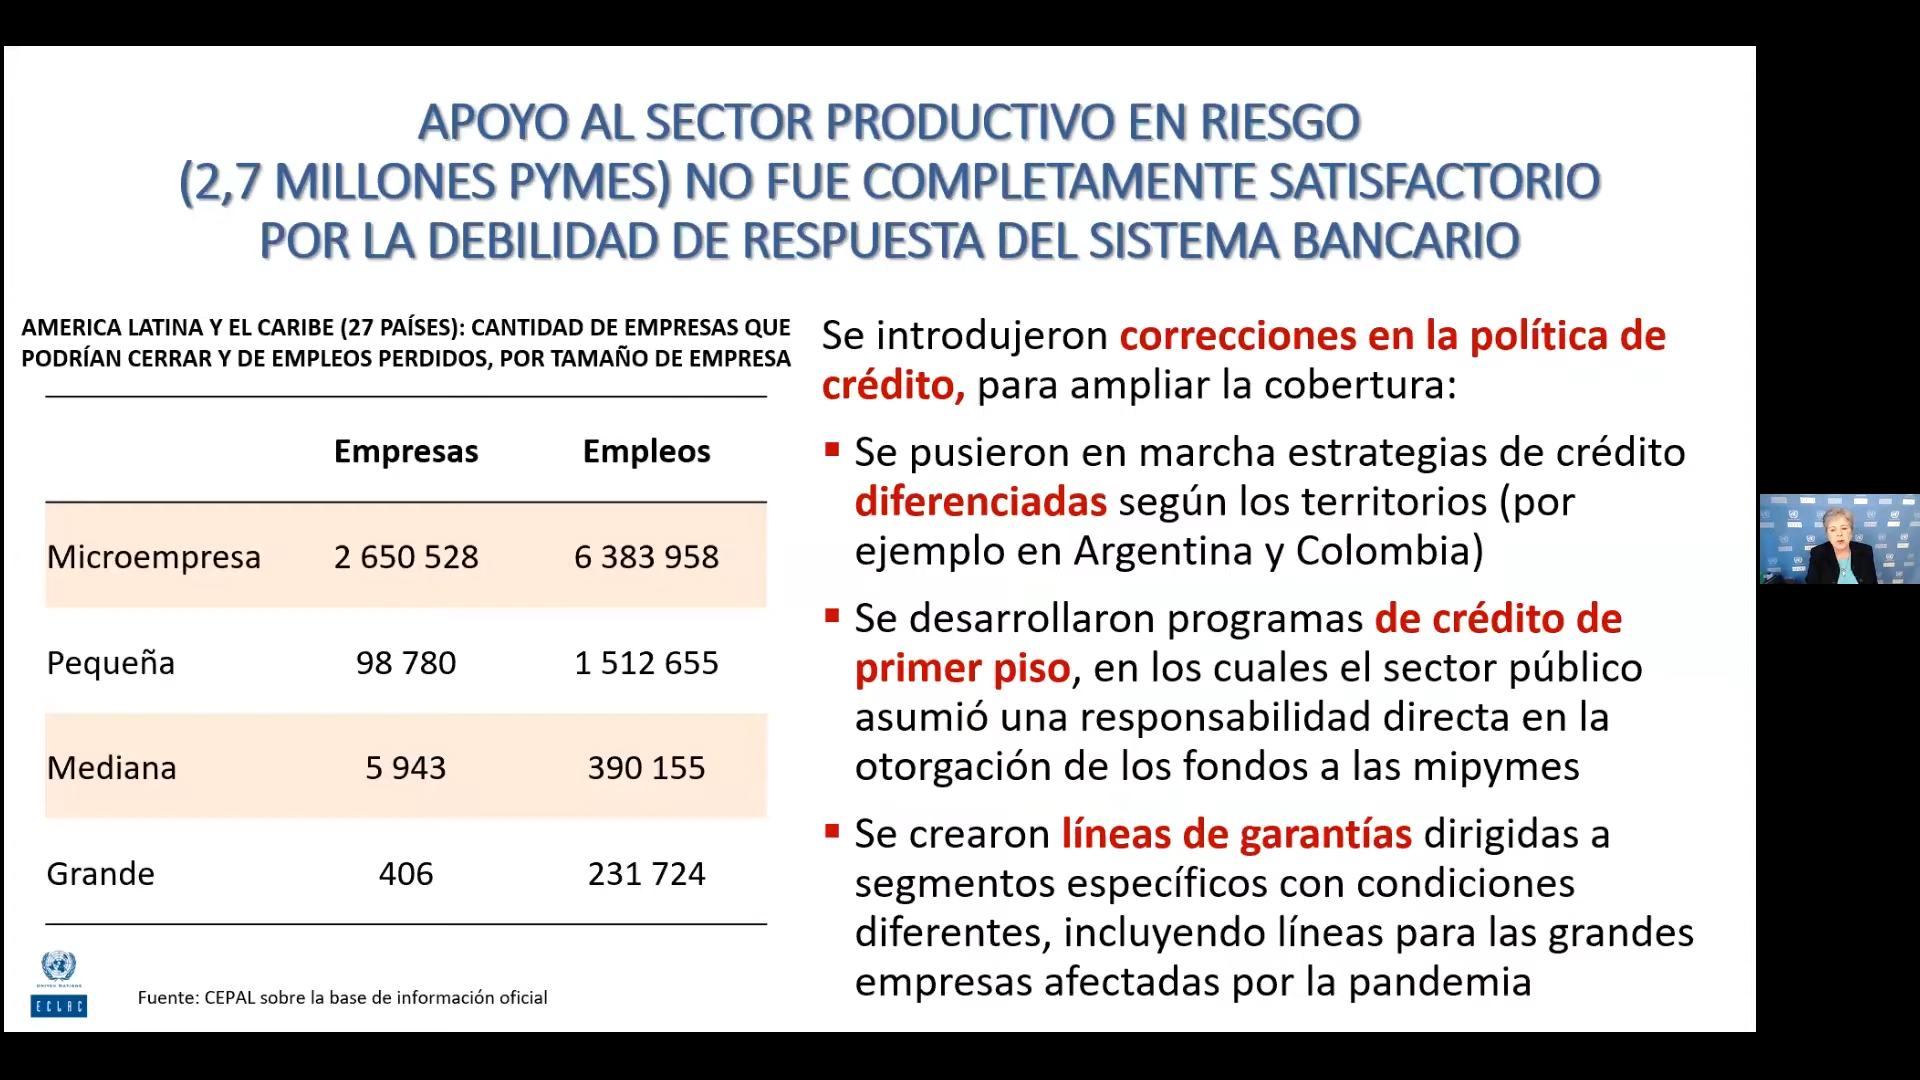 APOYO AL SECTOR PRODUCTIVO EN RIESGO
(2,7 MILLONES PYMES) NO FUE COMPLETAMENTE SATISFACTORIO
POR LA DEBILIDAD DE RESPUESTA DEL SISTEMA BANCARIO
AMERICA LATINA Y EL CARIBE (27 PAÍSES): CANTIDAD DE EMPRESAS QUE
PODRÍAN CERRAR Y DE EMPLEOS PERDIDOS, POR TAMAÑO DE EMPRESA
Empresas Empleos
Microempresa 2 650 528 6 383 958
Pequeña 98 780 1 512 655
Mediana 5 943 390 155
Grande 406 231 724
UNITED NATIONS
ECLAC
Fuente: CEPAL sobre la base de información oficial
Se introdujeron correcciones en la política de
crédito, para ampliar la cobertura:
▪ Se pusieron en marcha estrategias de crédito
diferenciadas según los territorios (por
ejemplo en Argentina y Colombia)
▪ Se desarrollaron programas de crédito de
primer piso, en los cuales el sector público
asumió una responsabilidad directa en la
otorgación de los fondos a las mipymes
▪ Se crearon líneas de garantías dirigidas a
segmentos específicos con condiciones
diferentes, incluyendo líneas para las grandes
empresas afectadas por la pandemia